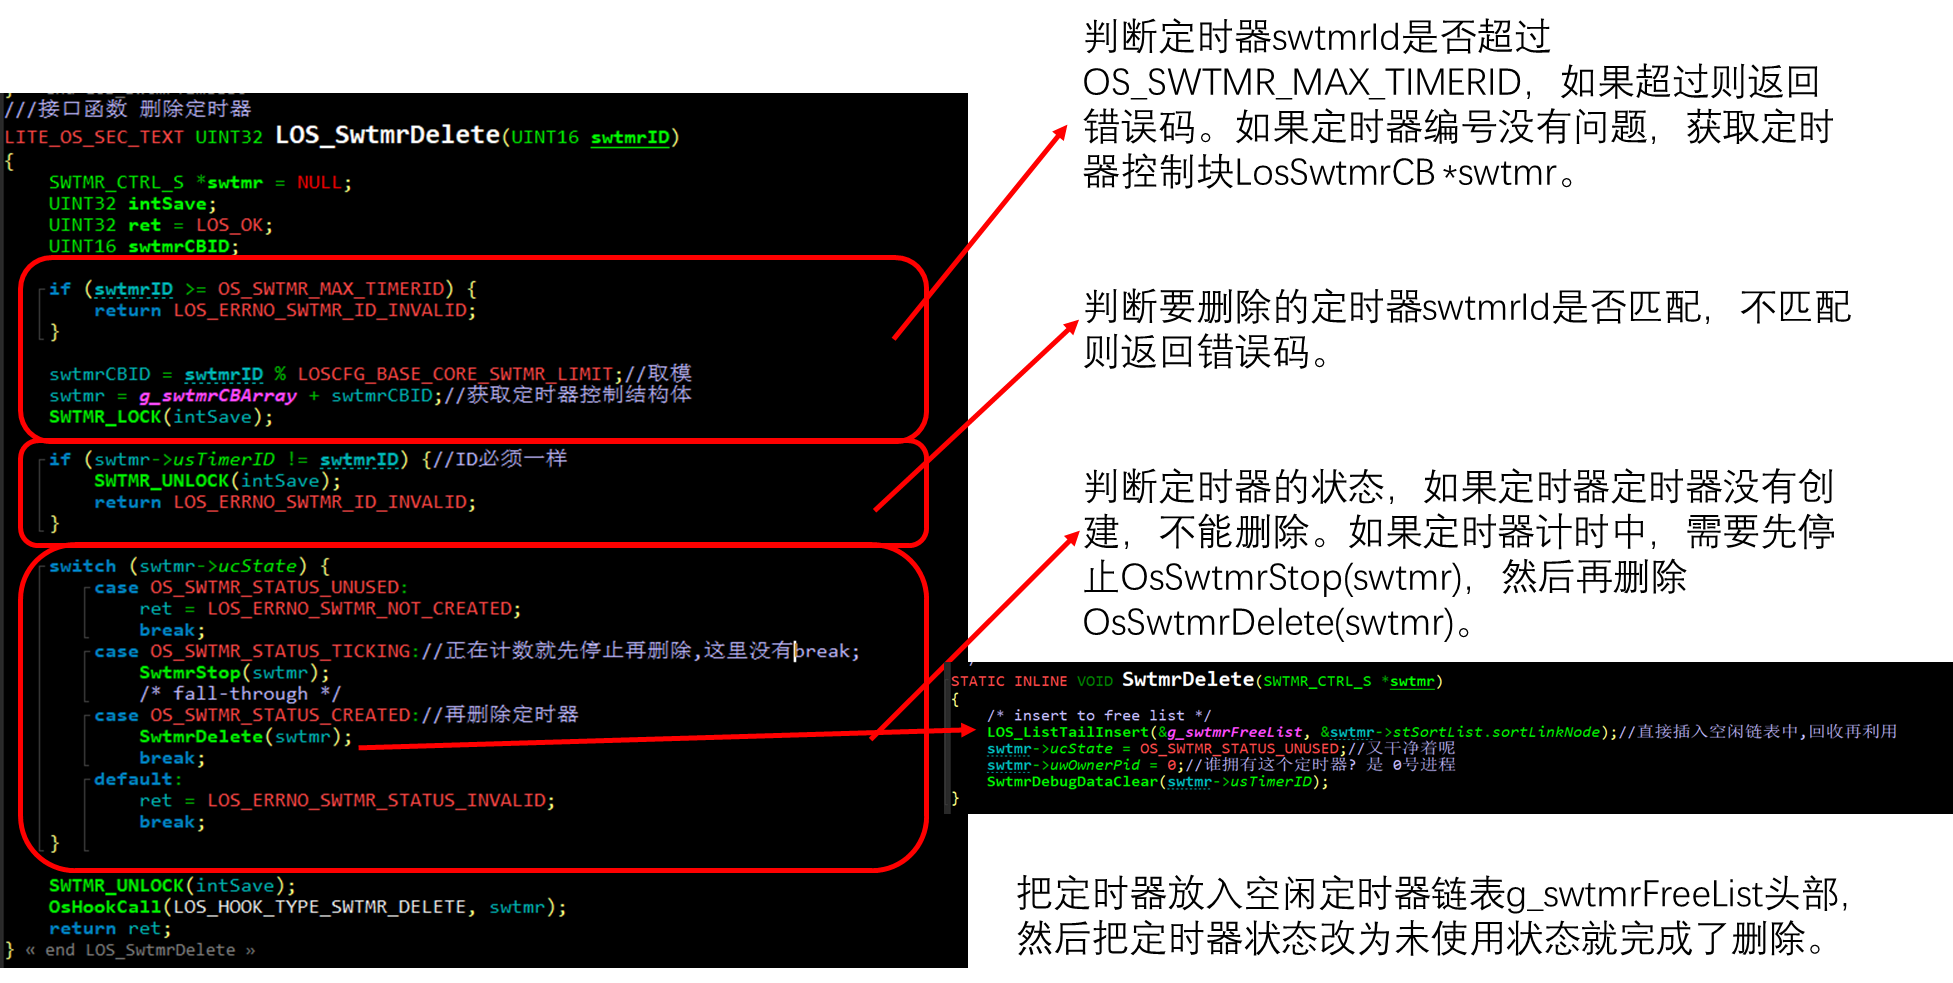 ///接口函数 删除定时器
LITE_OS_SEC_TEXT UINT32 LOS_SwtmrDelete(UINT16 swtmrID)
{
SWTMR_CTRL_S *swtmr = NULL;
UINT32 intSave;
UINT32 ret = LOS_OK;
UINT16 swtmrCBID;
if (swtmrID >= OS_SWTMR_MAX_TIMERID) {
return LOS_ERRNO_SWTMR_ID_INVALID;
}
swtmrCBID = swtmrID % LOSCFG_BASE_CORE_SWTMR_LIMIT;//取模
swtmr = g_swtmrCBArray + swtmrCBID;//获取定时器控制结构体
SWTMR_LOCK(intSave);
if (swtmr->usTimerID != swtmrID) {//ID必须一样
SWTMR_UNLOCK(intSave);
return LOS_ERRNO_SWTMR_ID_INVALID;
}
switch (swtmr->ucState) {
case OS_SWTMR_STATUS_UNUSED:
ret = LOS_ERRNO_SWTMR_NOT_CREATED;
break;
case OS_SWTMR_STATUS_TICKING://正在计数就先停止再删除,这里没有break;
SwtmrStop(swtmr);
/* fall-through */
case OS_SWTMR_STATUS_CREATED://再删除定时器
SwtmrDelete(swtmr);
break;
default:
ret = LOS_ERRNO_SWTMR_STATUS_INVALID;
break;
}
SWTMR_UNLOCK(intSave);
OsHookCall(LOS_HOOK_TYPE_SWTMR_DELETE, swtmr);
return ret;
} « end LOS_SwtmrDelete »
判断定时器swtmrId是否超过
OS_SWTMR_MAX_TIMERID，如果超过则返回
错误码。如果定时器编号没有问题，获取定时
器控制块LosSwtmrCB *swtmr。
判断要删除的定时器swtmrId是否匹配，不匹配
则返回错误码。
判断定时器的状态，如果定时器定时器没有创
建，不能删除。如果定时器计时中，需要先停
止OsSwtmrStop(swtmr)，然后再删除
OsSwtmrDelete(swtmr)。
STATIC INLINE VOID SwtmrDelete(SWTMR_CTRL_S *swtmr)
{
/* insert to free list */
LOS_ListTailInsert(&g_swtmrFreeList, &swtmr->stSortList.sortLinkNode);//直接插入空闲链表中,回收再利用
swtmr->ucState = OS_SWTMR_STATUS_UNUSED;//又干净着呢
swtmr->uwOwnerPid = 0;//谁拥有这个定时器? 是 0号进程
SwtmrDebugDataClear(swtmr->usTimerID);
}
把定时器放入空闲定时器链表g_swtmrFreeList头部，
然后把定时器状态改为未使用状态就完成了删除。